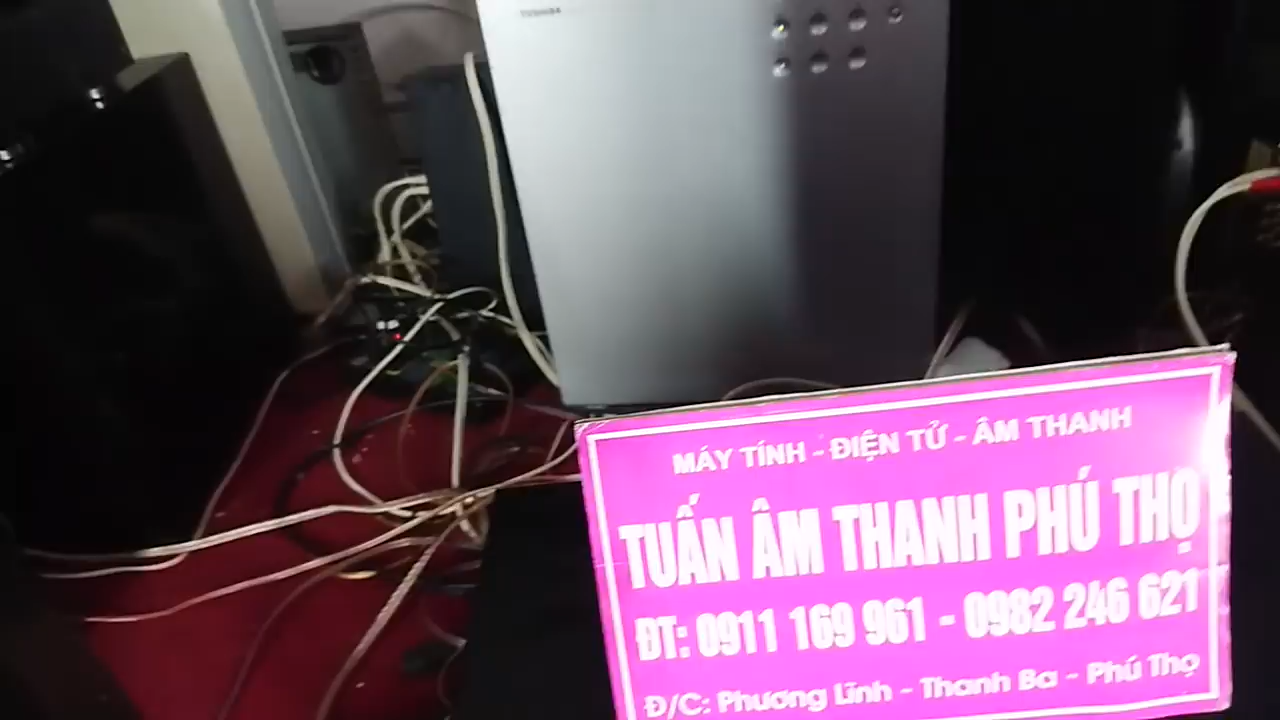 TOSHIBA
MÁY TÍNH - ĐIỆN TỬ - ÂM THANH
TUẤN ÂM THANH PHÚ THỌ
ĐT: 0911 169 961 - 0982 246 621
Đ/C: Phương Lĩnh - Thanh Ba - Phú Thọ